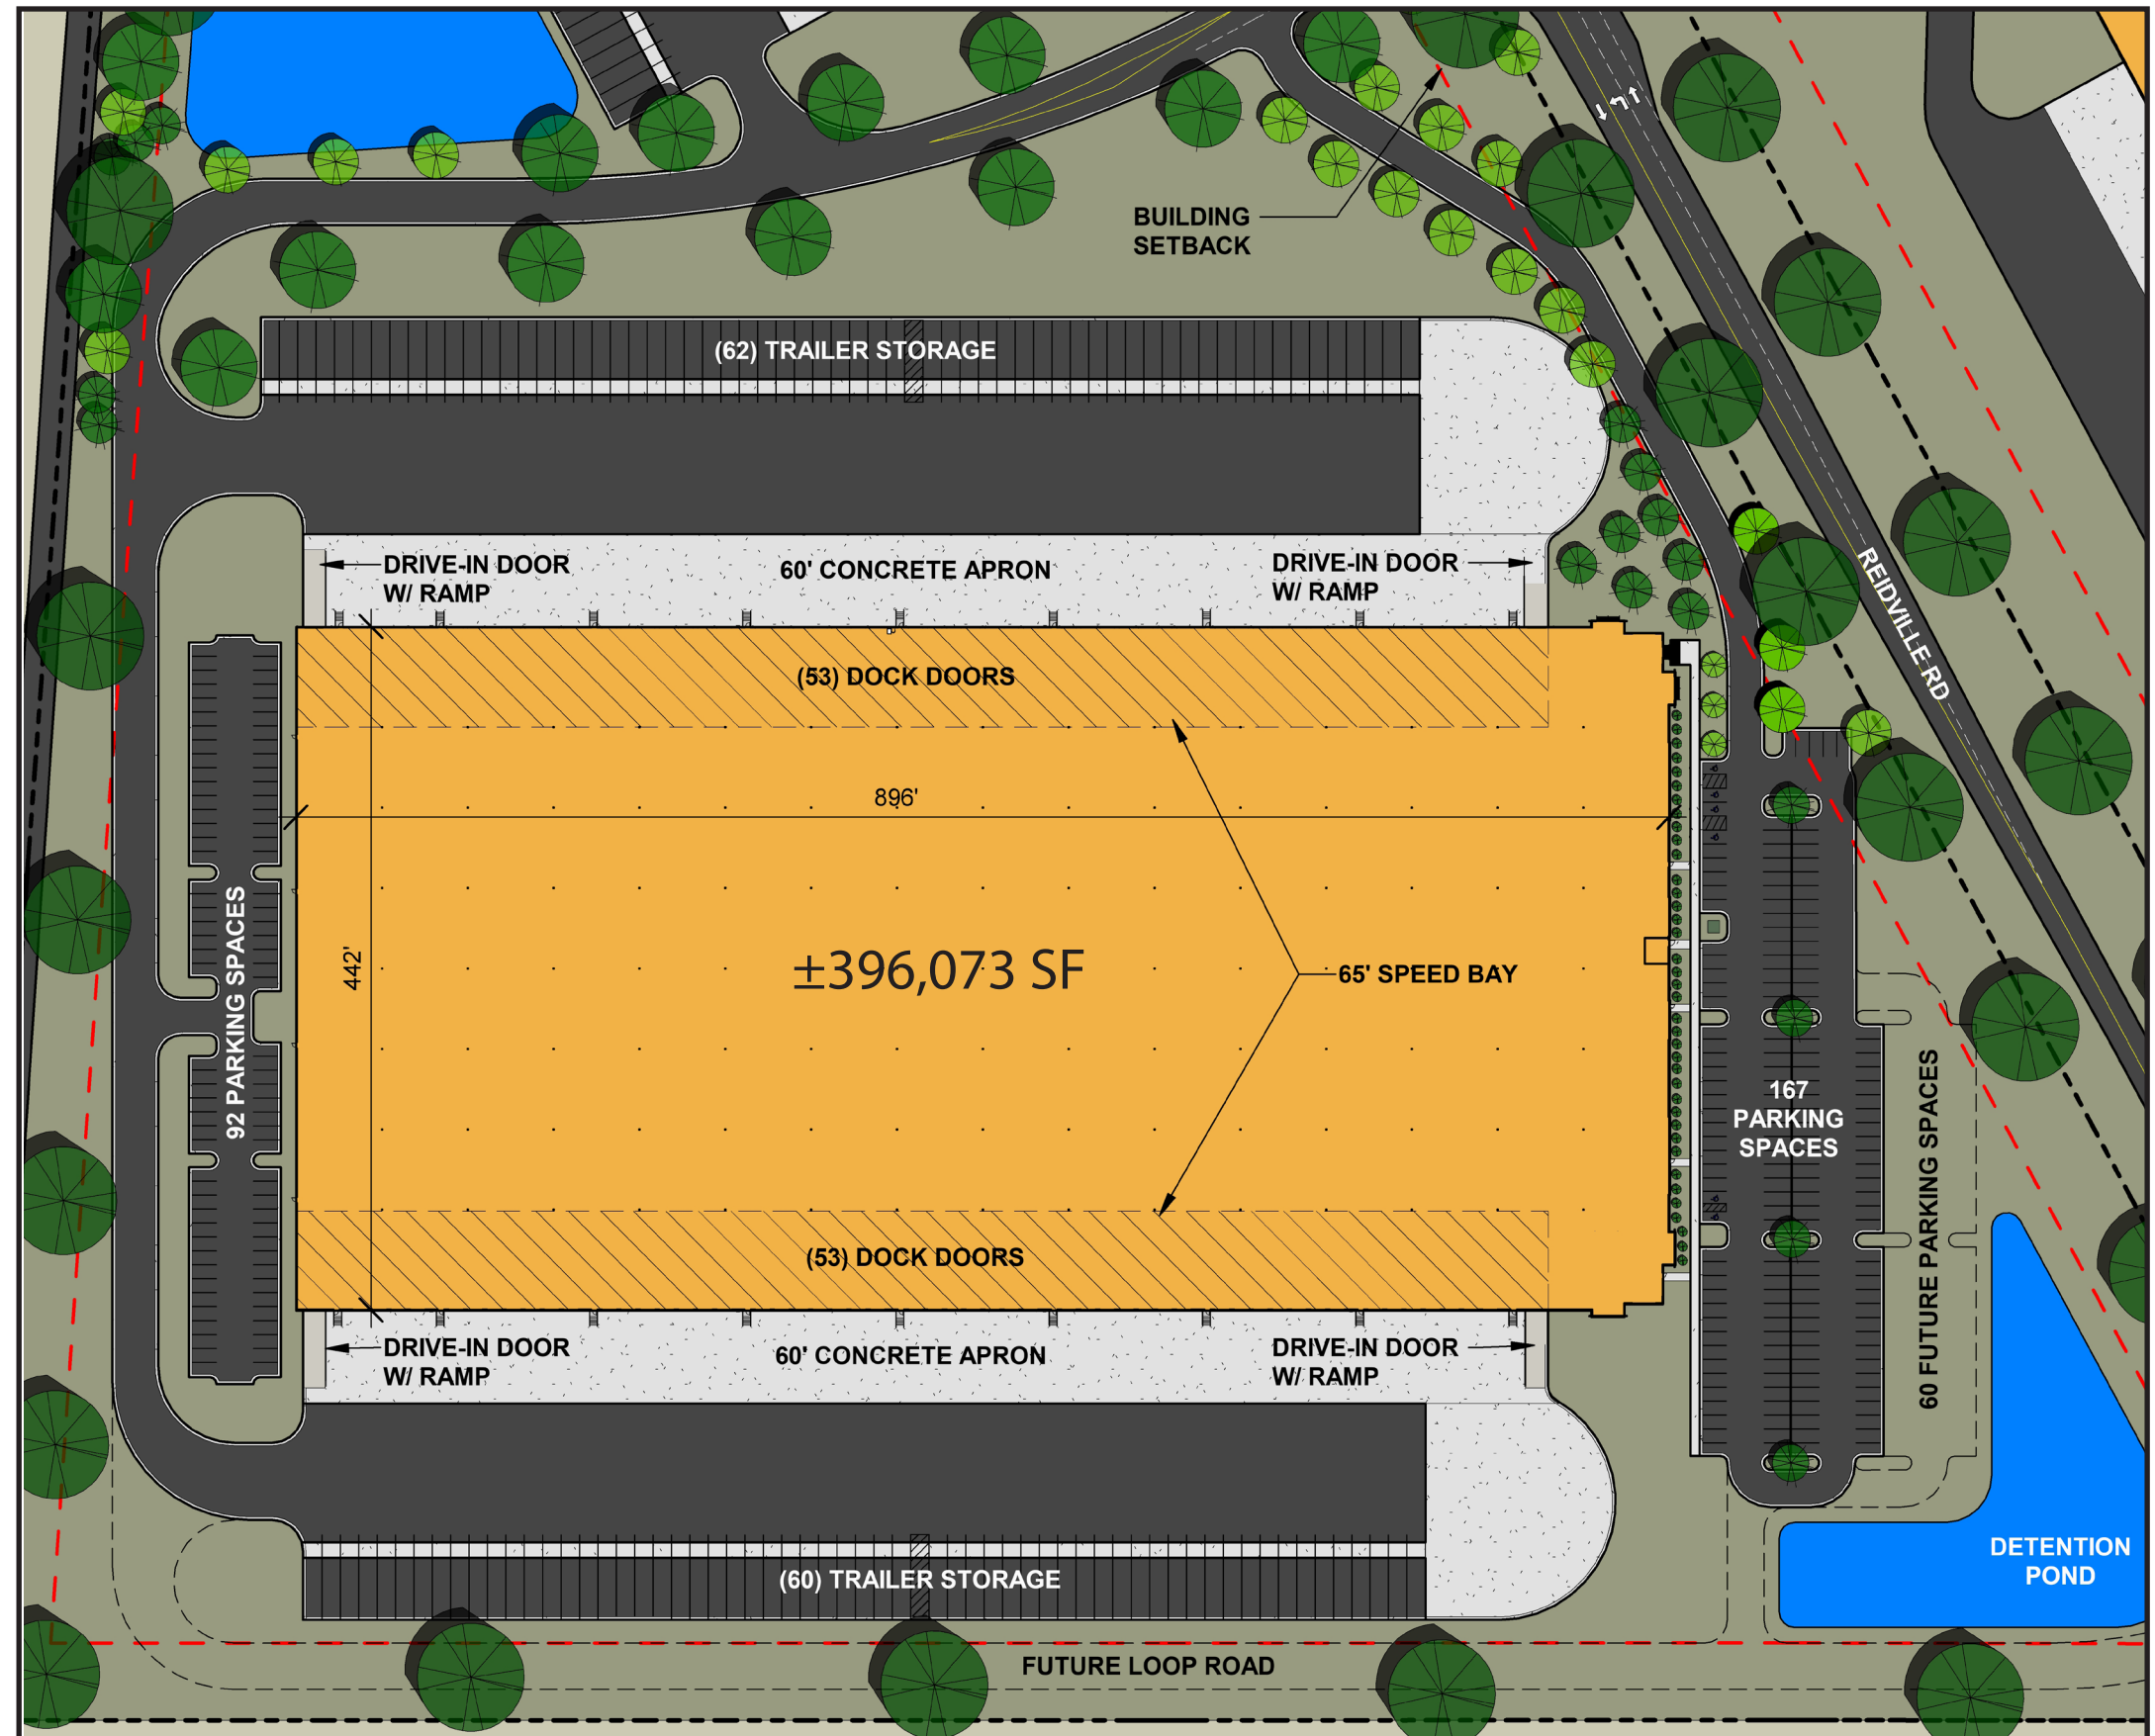 BUILDING
SETBACK
(62) TRAILER STORAGE
DRIVE-IN DOOR
W/ RAMP
60' CONCRETE APRON
DRIVE-IN DOOR
W/ RAMP
REIDVILLE RD
(53) DOCK DOORS
896'
442'
±396,073 SF
65' SPEED BAY
92 PARKING SPACES
167
PARKING
SPACES
60 FUTURE PARKING SPACES
(53) DOCK DOORS
DRIVE-IN DOOR
W/ RAMP
60' CONCRETE APRON
DRIVE-IN DOOR
W/ RAMP
DETENTION
POND
(60) TRAILER STORAGE
FUTURE LOOP ROAD